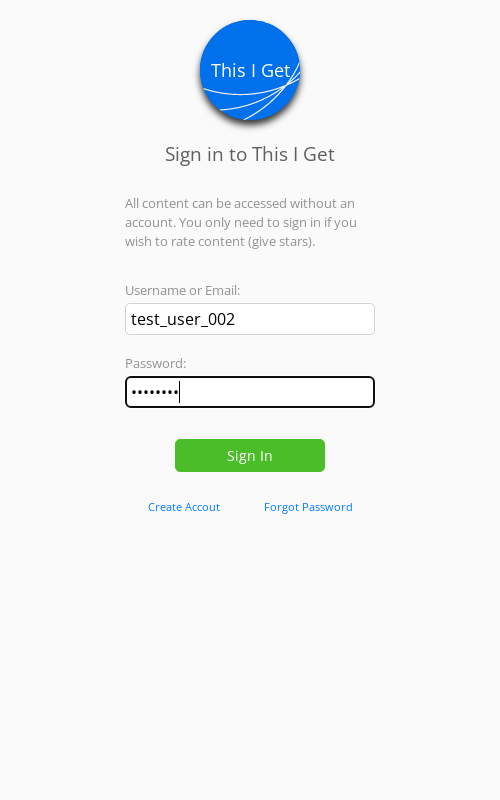 This I Get
Sign in to This I Get
All content can be accessed without an
account. You only need to sign in if you
wish to rate content (give stars).
Username or Email:
test_user_002
Password:
••••••••
Sign In
Create Accout Forgot Password